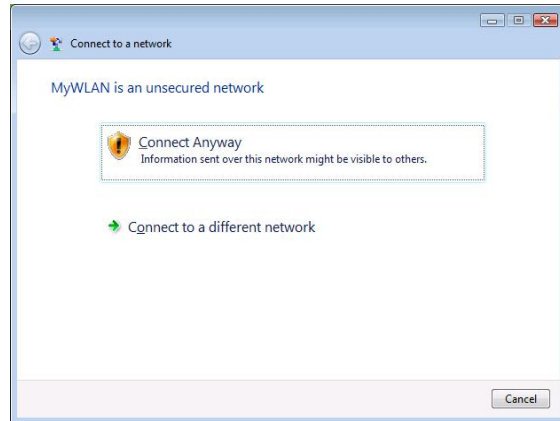 Connect to a network
MyWLAN is an unsecured network
Connect Anyway
Information sent over this network might be visible to others.
Connect to a different network
Cancel